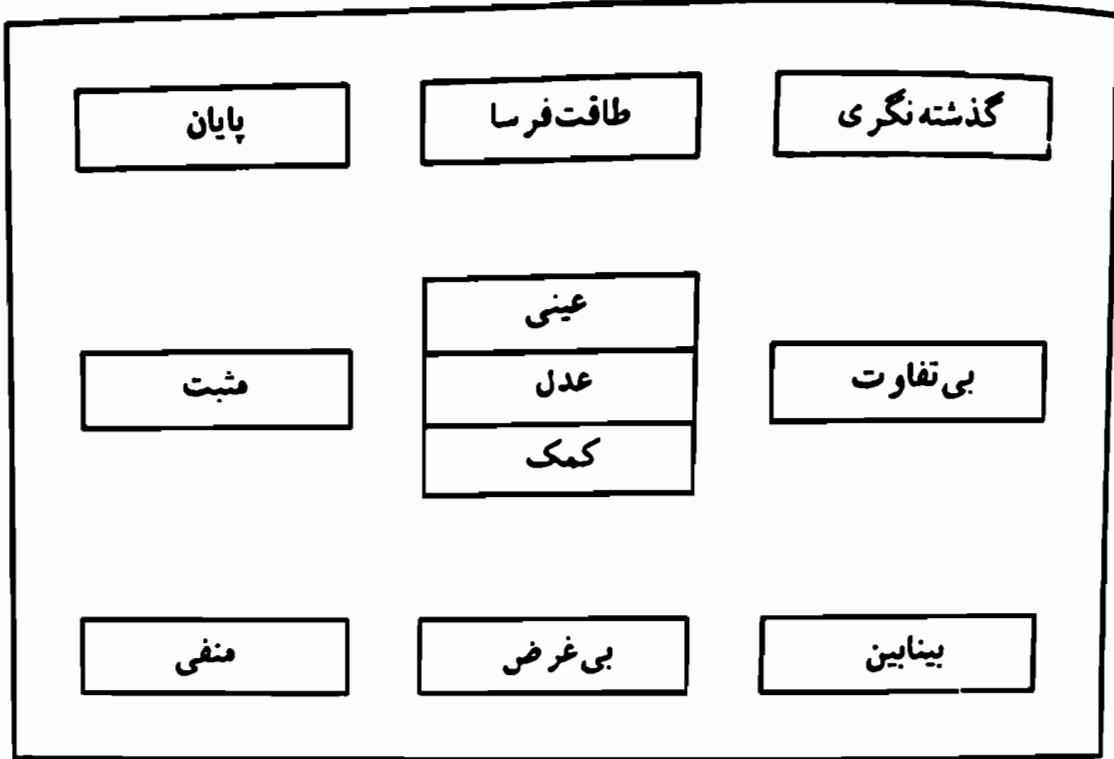 گذشته‌نگری
طاقت‌فرسا
پایان
عینی
بی‌تفاوت
عدل
مثبت
کمک
بینابین
بی‌غرض
منفی